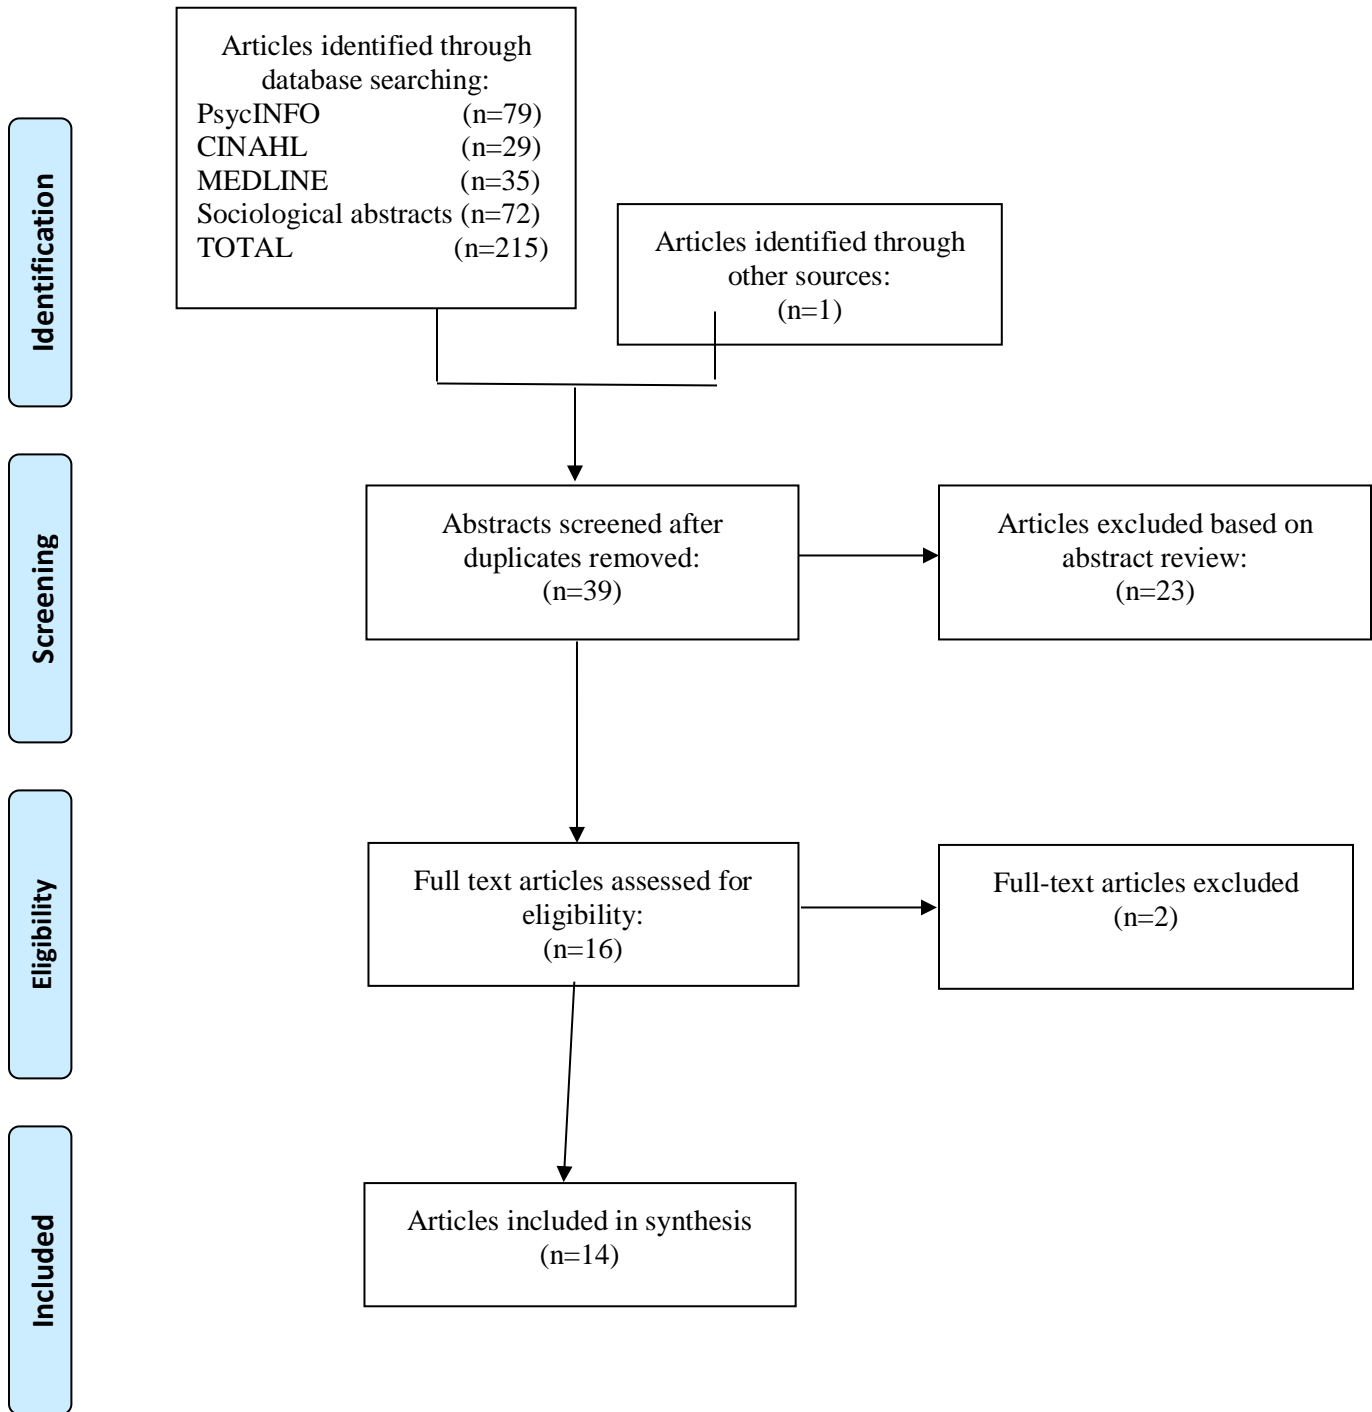 Identification
Articles identified through
database searching:
PsycINFO (n=79)
CINAHL (n=29)
MEDLINE (n=35)
Sociological abstracts (n=72)
TOTAL (n=215)
Articles identified through
other sources:
(n=1)
Screening
Abstracts screened after
duplicates removed:
(n=39)
Articles excluded based on
abstract review:
(n=23)
Eligibility
Full text articles assessed for
eligibility:
(n=16)
Full-text articles excluded
(n=2)
Included
Articles included in synthesis
(n=14)